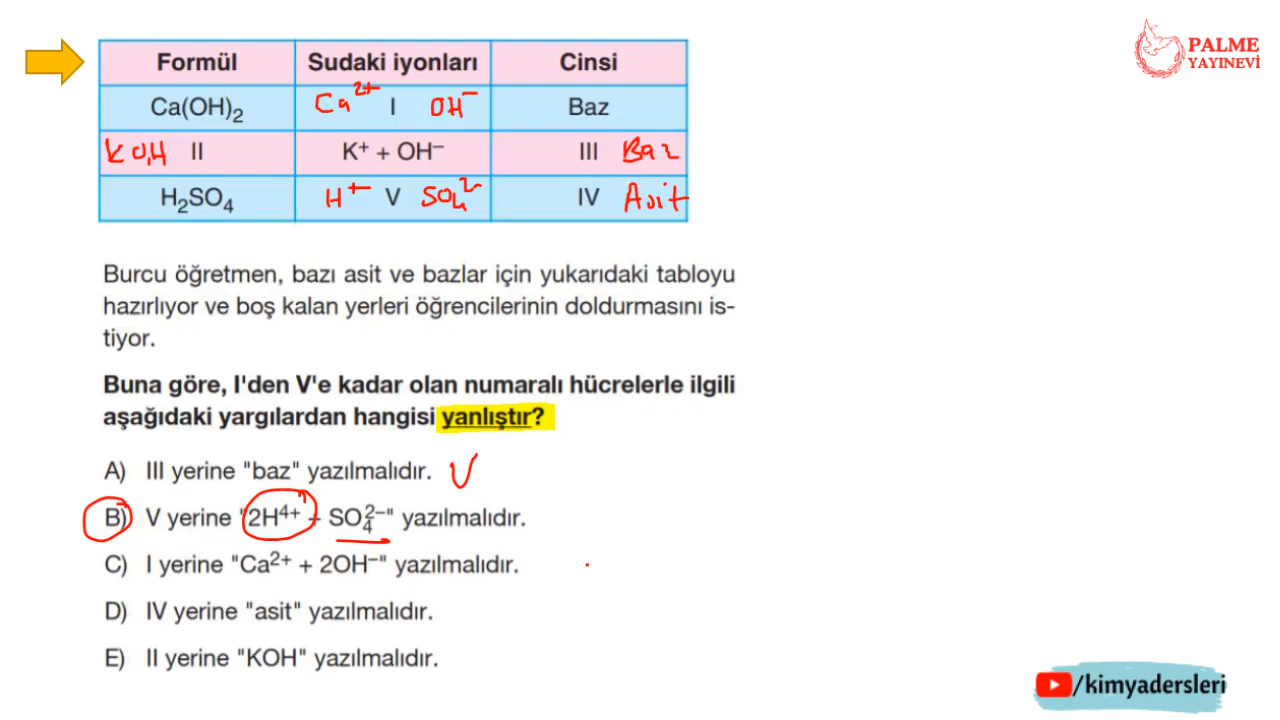 PALME
YAYINEVİ
Formül Sudaki iyonları Cinsi
Ca(OH)₂ Ca²⁺ I OH⁻ Baz
KOH II K⁺ + OH⁻ III Baz
H₂SO₄ H⁺ V SO₄²⁻ IV Asit
Burcu öğretmen, bazı asit ve bazlar için yukarıdaki tabloyu
hazırlıyor ve boş kalan yerleri öğrencilerinin doldurmasını is-
tiyor.
Buna göre, I'den V'e kadar olan numaralı hücrelerle ilgili
aşağıdaki yargılardan hangisi yanlıştır?
A) III yerine "baz" yazılmalıdır.
B) V yerine "2H⁴⁺ + SO₄²⁻" yazılmalıdır.
C) I yerine "Ca²⁺ + 2OH⁻" yazılmalıdır.
D) IV yerine "asit" yazılmalıdır.
E) II yerine "KOH" yazılmalıdır.
/kimyadersleri